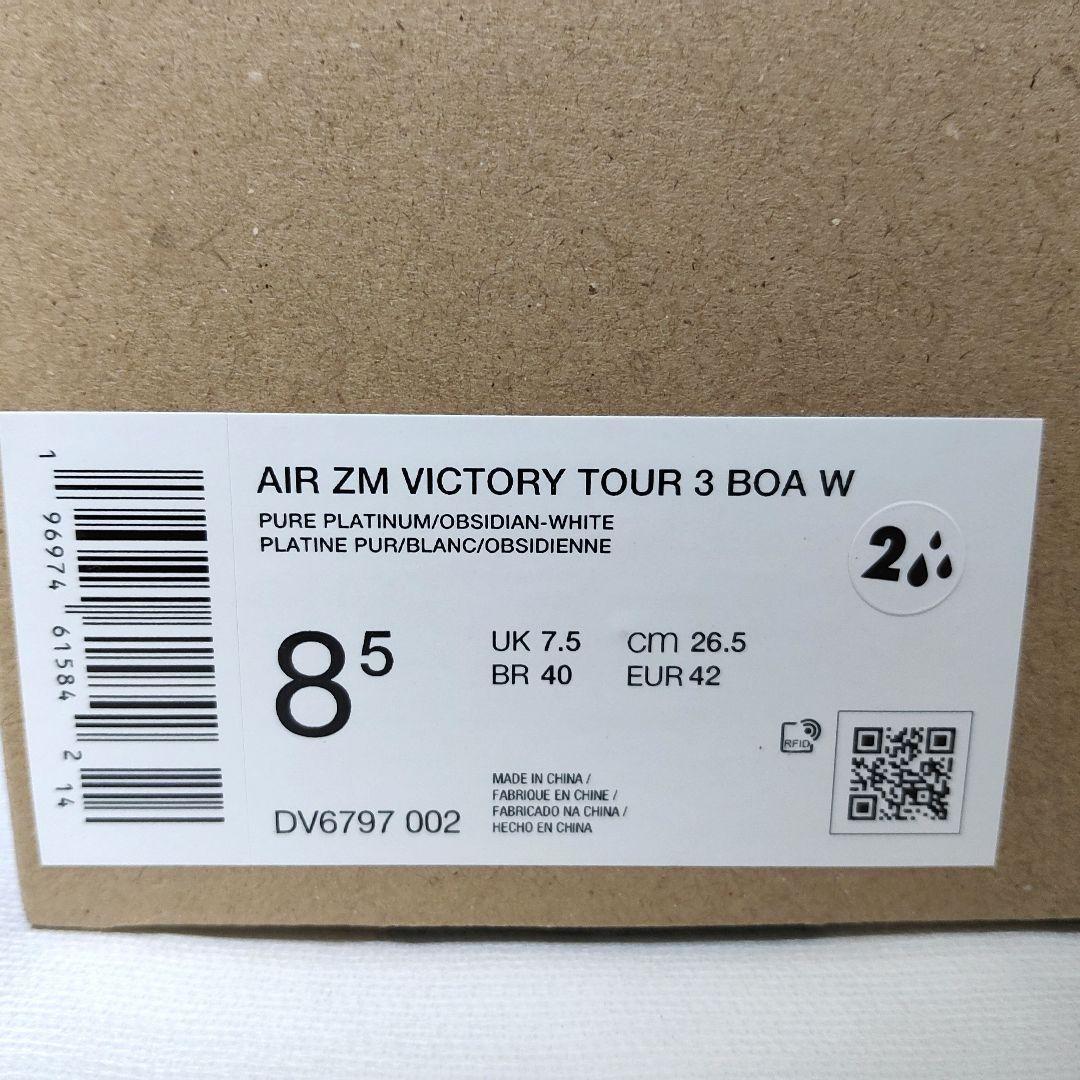 1 96974 61584 2 14
AIR ZM VICTORY TOUR 3 BOA W
PURE PLATINUM/OBSIDIAN-WHITE
PLATINE PUR/BLANC/OBSIDIENNE
2
8 5
UK 7.5 cm 26.5
BR 40 EUR 42
RFID
DV6797 002
MADE IN CHINA /
FABRIQUE EN CHINE /
FABRICADO NA CHINA /
HECHO EN CHINA